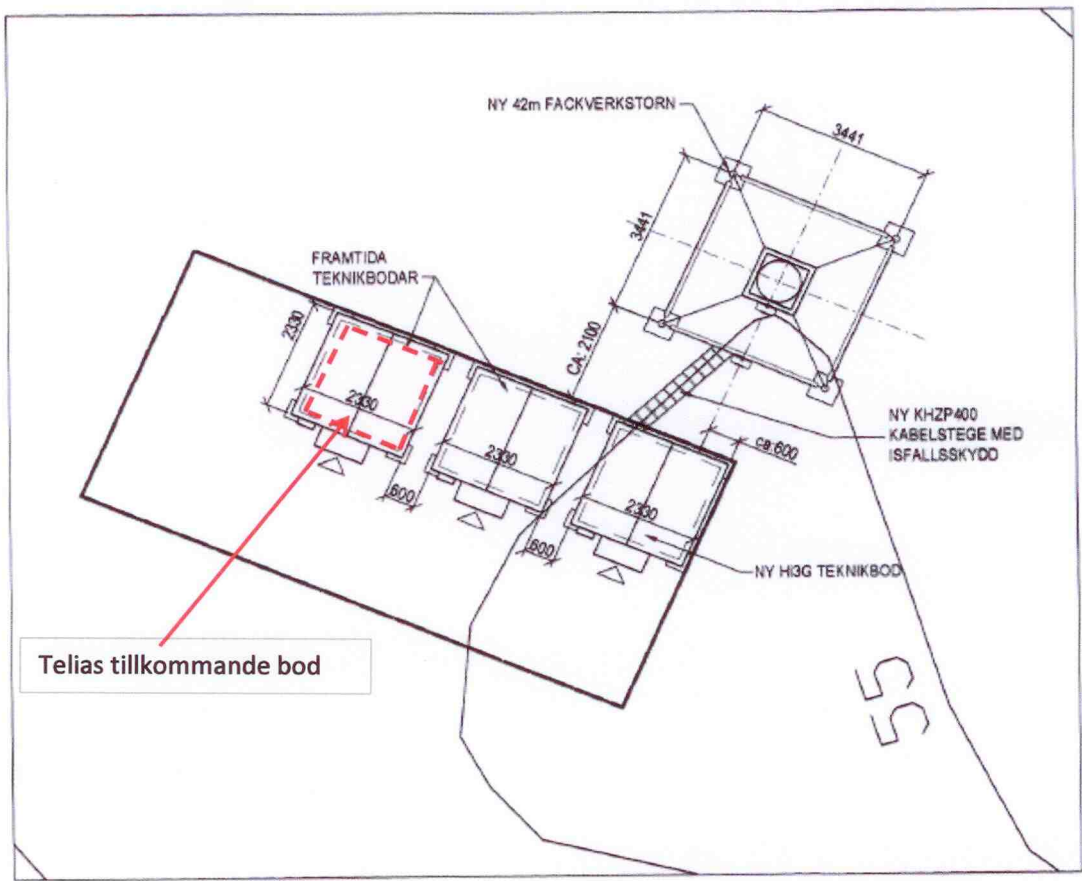 NY 42m FACKVERKSTORN
3441
3441
FRAMTIDA
TEKNIKBODAR
2330
CA: 2100
2330
NY KHZP400
KABELSTEGE MED
ISFALLSSKYDD
ca:600
2330
600
2330
600
NY HI3G TEKNIKBOD
Telias tillkommande bod
55